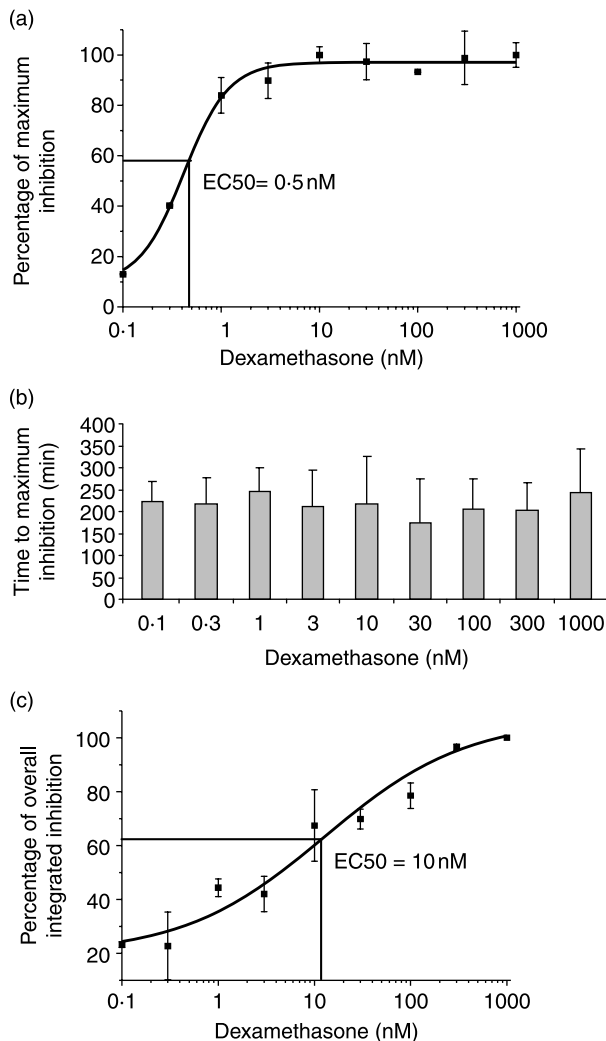 (a)
Percentage of maximum
inhibition
100
80
60
40
20
0
EC50= 0·5 nM
0·1
1
10
100
1000
Dexamethasone (nM)
(b)
Time to maximum
inhibition (min)
400
350
300
250
200
150
100
50
0
0·1
0·3
1
3
10
30
100
300
1000
Dexamethasone (nM)
(c)
Percentage of overall
integrated inhibition
100
80
60
40
20
EC50 = 10 nM
0·1
1
10
100
1000
Dexamethasone (nM)